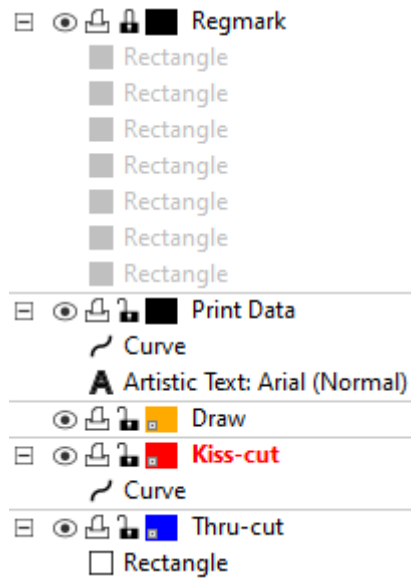 Regmark
Rectangle
Rectangle
Rectangle
Rectangle
Rectangle
Rectangle
Rectangle
Print Data
Curve
Artistic Text: Arial (Normal)
Draw
Kiss-cut
Curve
Thru-cut
Rectangle